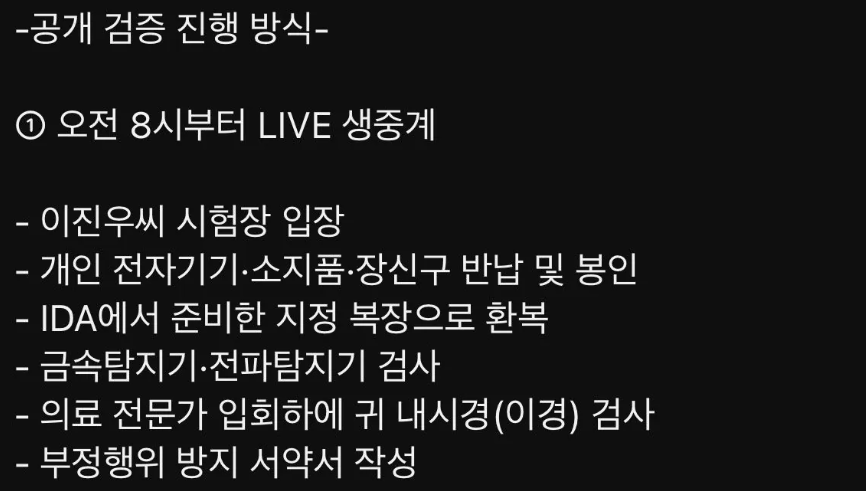 -공개 검증 진행 방식-
① 오전 8시부터 LIVE 생중계
- 이진우씨 시험장 입장
- 개인 전자기기·소지품·장신구 반납 및 봉인
- IDA에서 준비한 지정 복장으로 환복
- 금속탐지기·전파탐지기 검사
- 의료 전문가 입회하에 귀 내시경(이경) 검사
- 부정행위 방지 서약서 작성